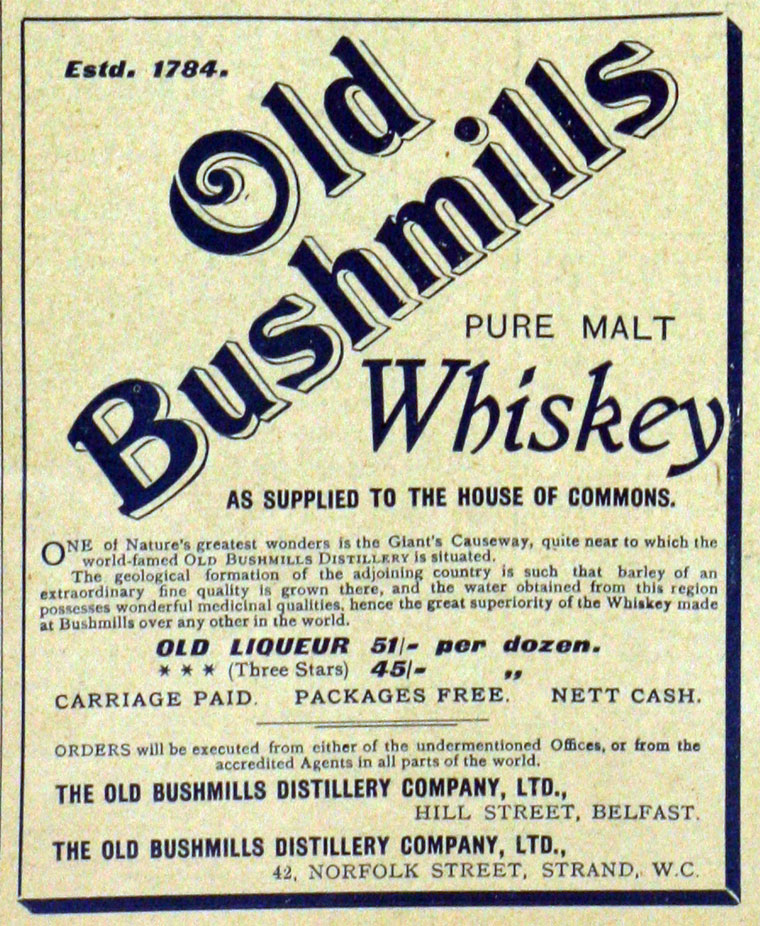 Estd. 1784.
Old
Bushmills
PURE MALT
Whiskey
AS SUPPLIED TO THE HOUSE OF COMMONS.
ONE of Nature's greatest wonders is the Giant's Causeway, quite near to which the
world-famed OLD BUSHMILLS DISTILLERY is situated.
The geological formation of the adjoining country is such that barley of an
extraordinary fine quality is grown there, and the water obtained from this region
possesses wonderful medicinal qualities, hence the great superiority of the Whiskey made
at Bushmills over any other in the world.
OLD LIQUEUR 51/- per dozen.
* * * (Three Stars) 45/- „
CARRIAGE PAID. PACKAGES FREE. NETT CASH.
ORDERS will be executed from either of the undermentioned Offices, or from the
accredited Agents in all parts of the world.
THE OLD BUSHMILLS DISTILLERY COMPANY, LTD.,
HILL STREET, BELFAST.
THE OLD BUSHMILLS DISTILLERY COMPANY, LTD.,
42, NORFOLK STREET, STRAND, W.C.